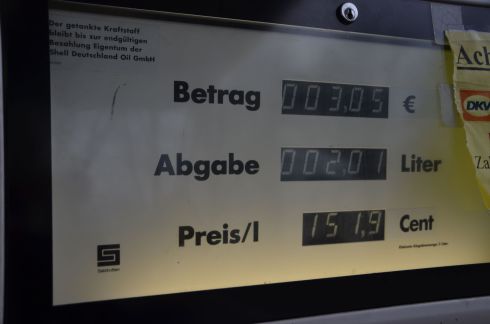 Der getankte Kraftstoff
bleibt bis zur endgültigen
Bezahlung Eigentum der
Shell Deutschland Oil GmbH
Betrag 003,05 €
Abgabe 002,01 Liter
Preis/l 151,9 Cent
Ach
DKV
Za